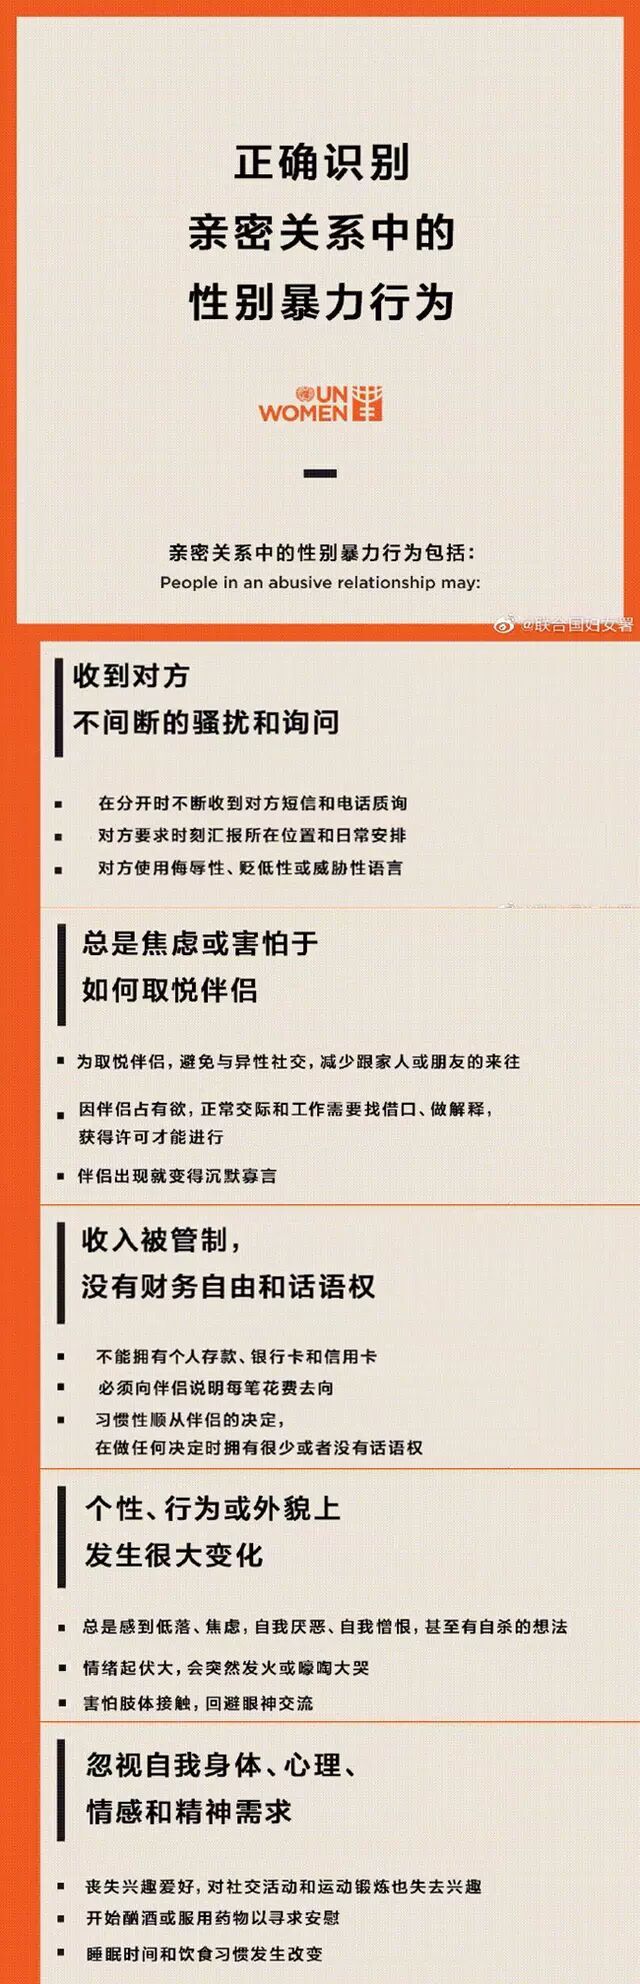 正确识别
亲密关系中的
性别暴力行为
UN
WOMEN
亲密关系中的性别暴力行为包括：
People in an abusive relationship may:
@联合国妇女署
收到对方
不间断的骚扰和询问
▪ 在分开时不断收到对方短信和电话质询
▪ 对方要求时刻汇报所在位置和日常安排
▪ 对方使用侮辱性、贬低性或威胁性语言
总是焦虑或害怕于
如何取悦伴侣
▪ 为取悦伴侣，避免与异性社交，减少跟家人或朋友的来往
▪ 因伴侣占有欲，正常交际和工作需要找借口、做解释，
获得许可才能进行
▪ 伴侣出现就变得沉默寡言
收入被管制，
没有财务自由和话语权
▪ 不能拥有个人存款、银行卡和信用卡
▪ 必须向伴侣说明每笔花费去向
▪ 习惯性顺从伴侣的决定，
在做任何决定时拥有很少或者没有话语权
个性、行为或外貌上
发生很大变化
▪ 总是感到低落、焦虑，自我厌恶、自我憎恨，甚至有自杀的想法
▪ 情绪起伏大，会突然发火或嚎啕大哭
▪ 害怕肢体接触，回避眼神交流
忽视自我身体、心理、
情感和精神需求
▪ 丧失兴趣爱好，对社交活动和运动锻炼也失去兴趣
▪ 开始酗酒或服用药物以寻求安慰
▪ 睡眠时间和饮食习惯发生改变